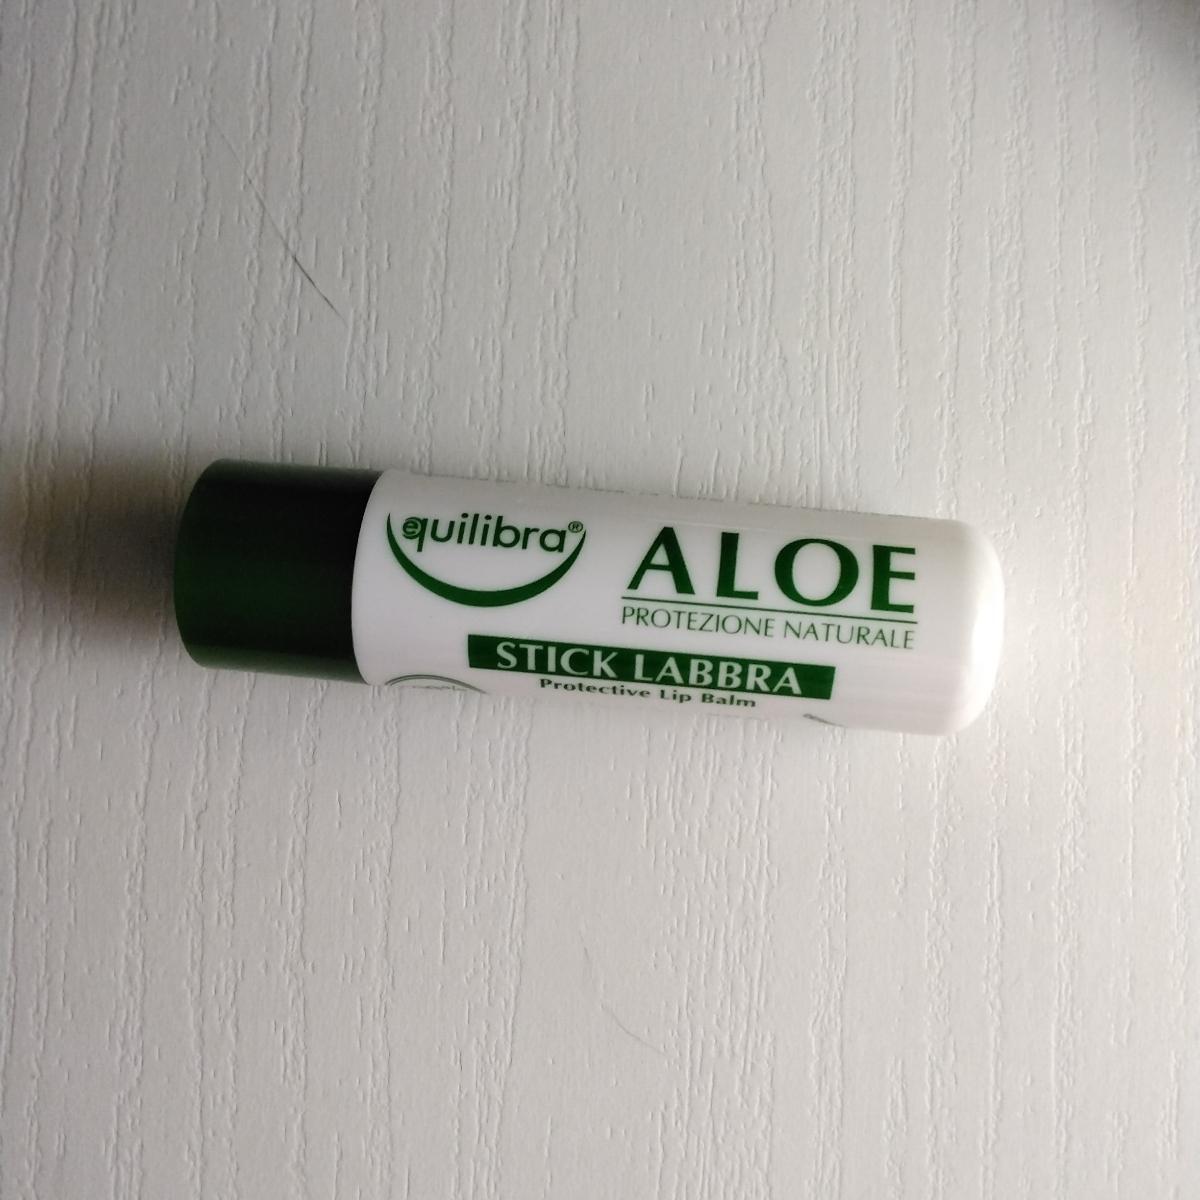 equilibra®
ALOE
PROTEZIONE NATURALE
STICK LABBRA
Protective Lip Balm